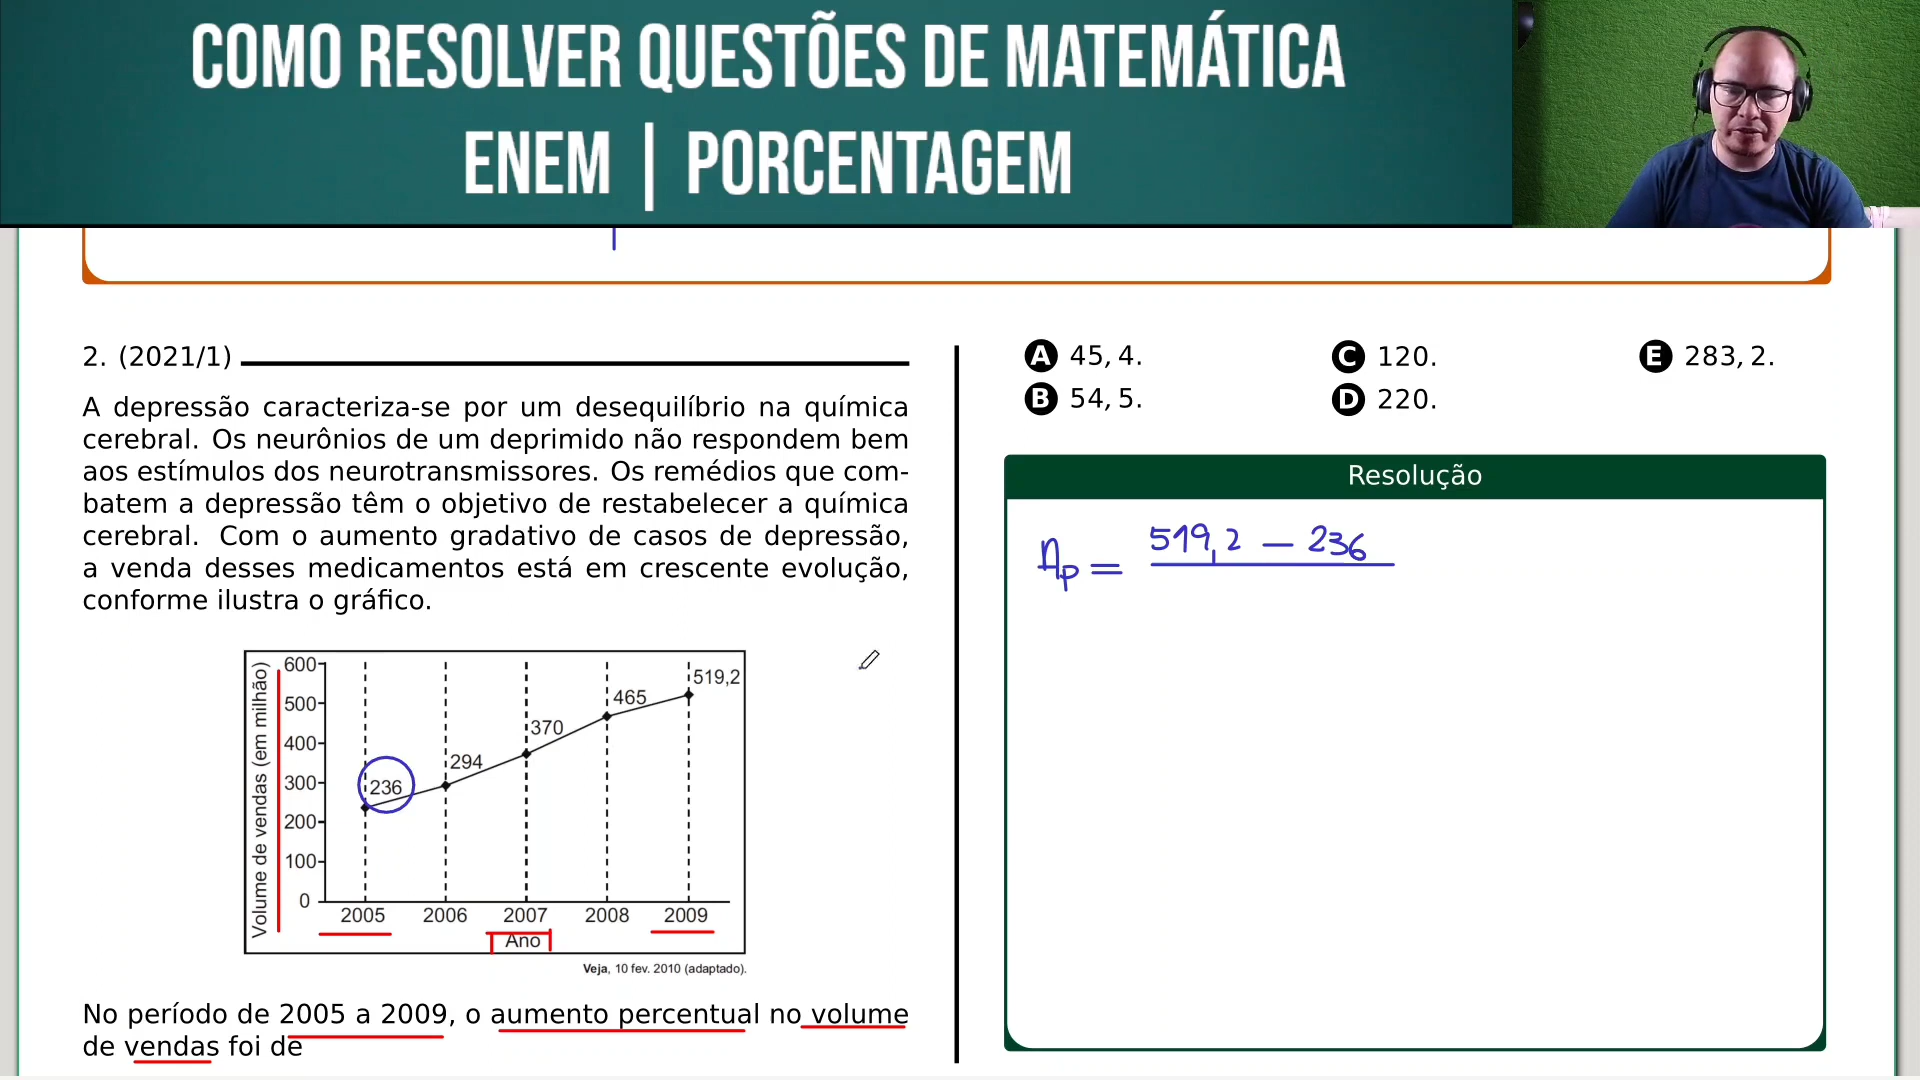 COMO RESOLVER QUESTÕES DE MATEMÁTICA
ENEM | PORCENTAGEM
2. (2021/1)
A depressão caracteriza-se por um desequilíbrio na química
cerebral. Os neurônios de um deprimido não respondem bem
aos estímulos dos neurotransmissores. Os remédios que com-
batem a depressão têm o objetivo de restabelecer a química
cerebral. Com o aumento gradativo de casos de depressão,
a venda desses medicamentos está em crescente evolução,
conforme ilustra o gráfico.
Volume de vendas (em milhão)
600
500
400
300
200
100
0
236
294
370
465
519,2
2005 2006 2007 2008 2009
Ano
Veja, 10 fev. 2010 (adaptado).
No período de 2005 a 2009, o aumento percentual no volume
de vendas foi de
A 45, 4. C 120. E 283, 2.
B 54, 5. D 220.
Resolução
519,2 — 236
p =